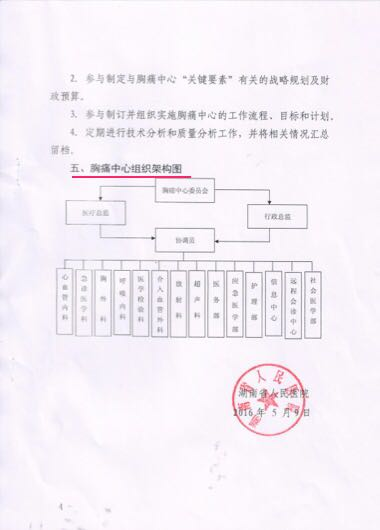 2. 参与制定与胸痛中心“关键要素”有关的战略规划及财
政预算。
3. 参与制订并组织实施胸痛中心的工作流程、目标和计划。
4. 定期进行技术分析和质量分析工作，并将相关情况汇总
留档。
五、胸痛中心组织架构图
胸痛中心委员会
医疗总监
行政总监
协调员
心血管内科
急诊医学科
胸外科
呼吸内科
医学检验科
介入血管外科
放射科
超声科
医务部
应急医学部
护理部
信息中心
远程会诊中心
社会医学部
湖南省人民医院
2016年5月9日
湖南省人民医院
4